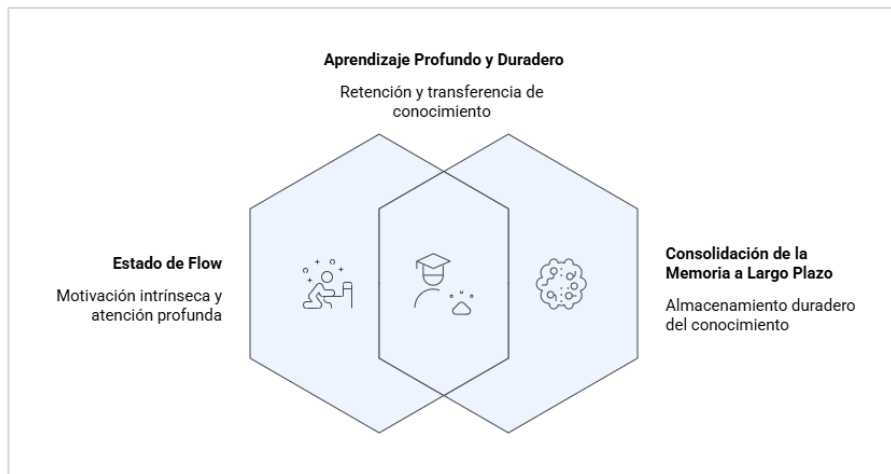 Aprendizaje Profundo y Duradero
Retención y transferencia de
conocimiento
Estado de Flow
Motivación intrínseca y
atención profunda
Consolidación de la
Memoria a Largo Plazo
Almacenamiento duradero
del conocimiento